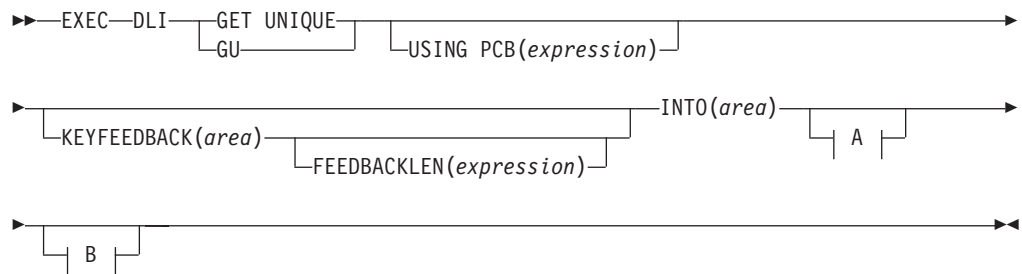 EXEC DLI GET UNIQUE
GU USING PCB(expression)
KEYFEEDBACK(area) INTO(area) A
FEEDBACKLEN(expression)
B